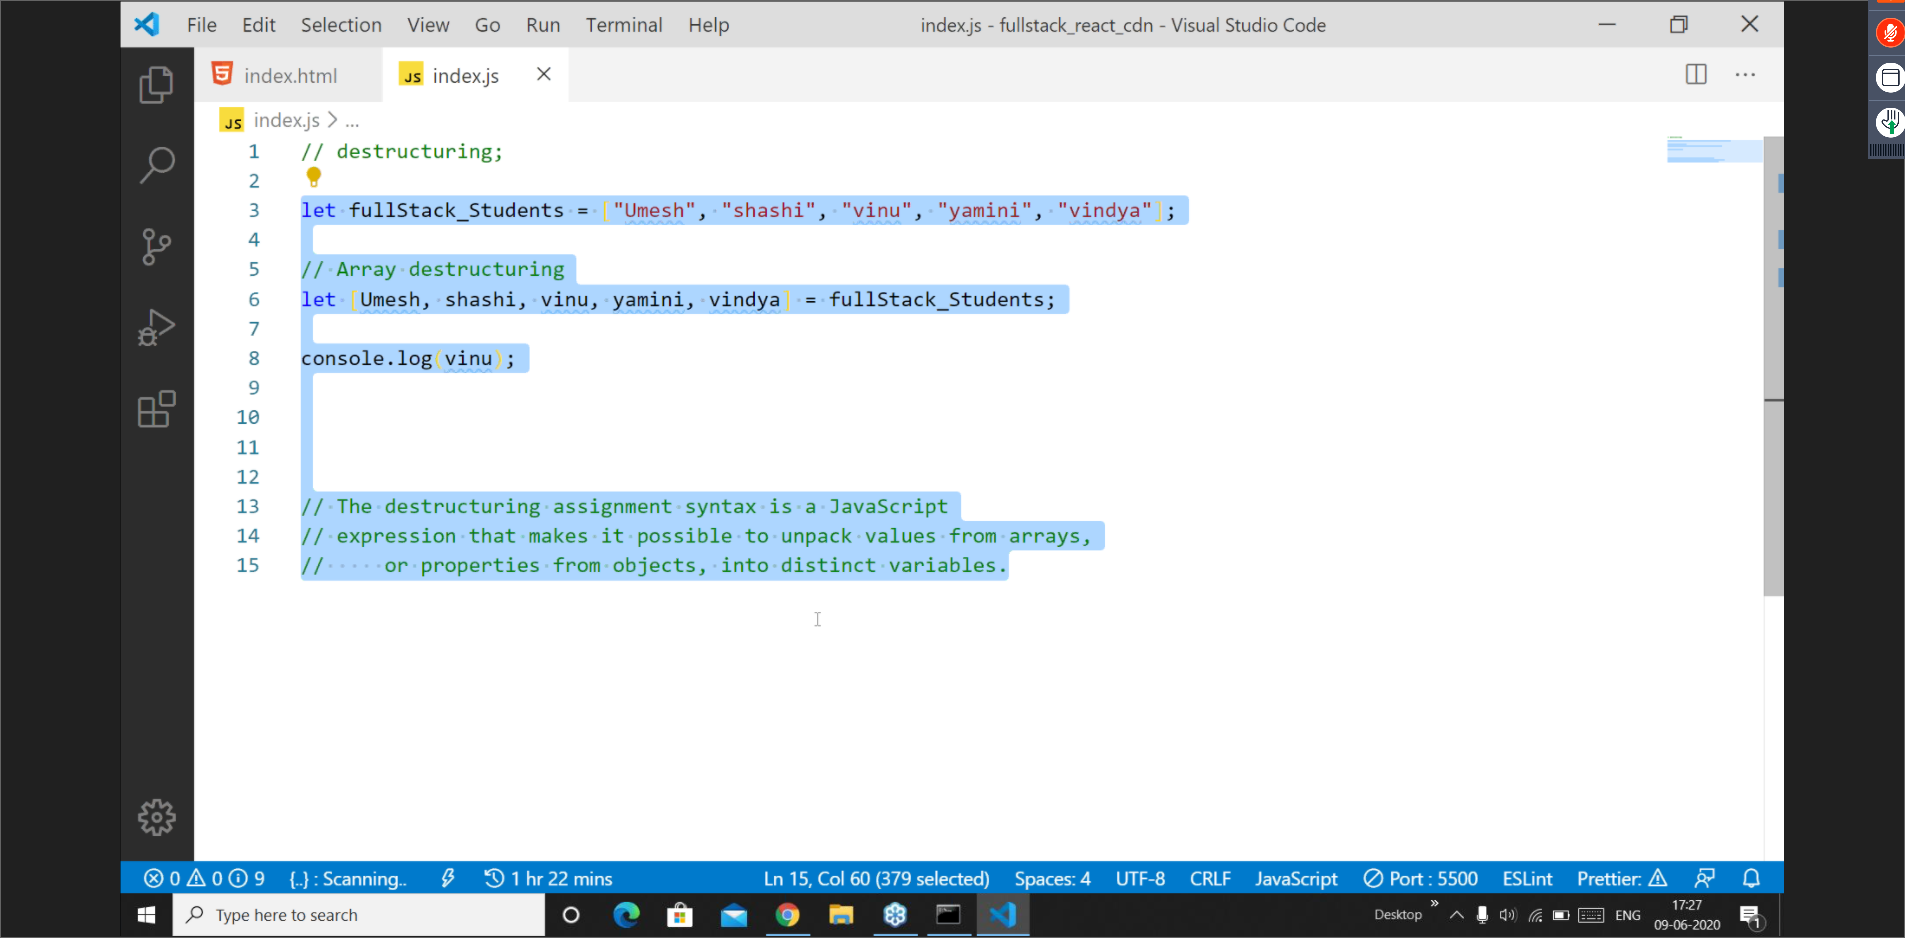 File Edit Selection View Go Run Terminal Help
index.js - fullstack_react_cdn - Visual Studio Code
index.html
JS index.js
JS index.js > ...
1 // destructuring;
2
3 let fullStack_Students = ["Umesh", "shashi", "vinu", "yamini", "vindya"];
4
5 // Array destructuring
6 let [Umesh, shashi, vinu, yamini, vindya] = fullStack_Students;
7
8 console.log(vinu);
9
10
11
12
13 // The destructuring assignment syntax is a JavaScript
14 // expression that makes it possible to unpack values from arrays,
15 //     or properties from objects, into distinct variables.
0 0 9 {..} : Scanning.. 1 hr 22 mins Ln 15, Col 60 (379 selected) Spaces: 4 UTF-8 CRLF JavaScript Port : 5500 ESLint Prettier:
Type here to search
Desktop » ENG
17:27
09-06-2020
1